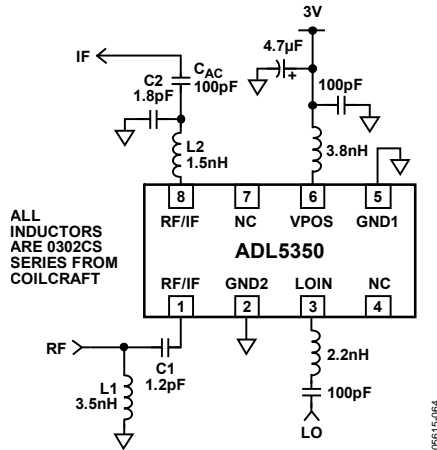 3V
IF
4.7µF
+
CAC
100pF
100pF
C2
1.8pF
L2
1.5nH
3.8nH
8
7
6
5
RF/IF
NC
VPOS
GND1
ALL
INDUCTORS
ARE 0302CS
SERIES FROM
COILCRAFT
ADL5350
RF/IF
GND2
LOIN
NC
1
2
3
4
RF
C1
1.2pF
L1
3.5nH
2.2nH
100pF
LO
05615-064